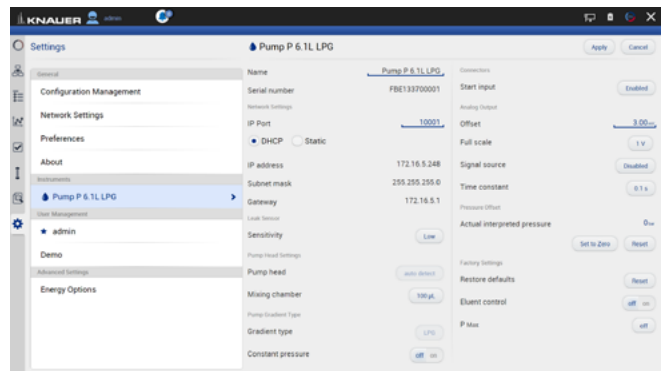 KNAUER admin
Settings
General
Configuration Management
Network Settings
Preferences
About
Instruments
Pump P 6.1L LPG
User Management
admin
Demo
Advanced Settings
Energy Options
Pump P 6.1L LPG
Apply Cancel
Name Pump P 6.1L LPG
Serial number FBE133700001
Network Settings
IP Port 10001
DHCP Static
IP address 172.16.5.248
Subnet mask 255.255.255.0
Gateway 172.16.5.1
Leak Sensor
Sensitivity Low
Pump Head Settings
Pump head auto detect
Mixing chamber 100 µL
Pump Gradient Type
Gradient type LPG
Constant pressure off
Connectors
Start input Enabled
Analog Output
Offset 3.00
Full scale 1 V
Signal source Disabled
Time constant 0.1 s
Pressure Offset
Actual interpreted pressure 0
Set to Zero Reset
Factory Settings
Restore defaults Reset
Eluent control off
P Max off